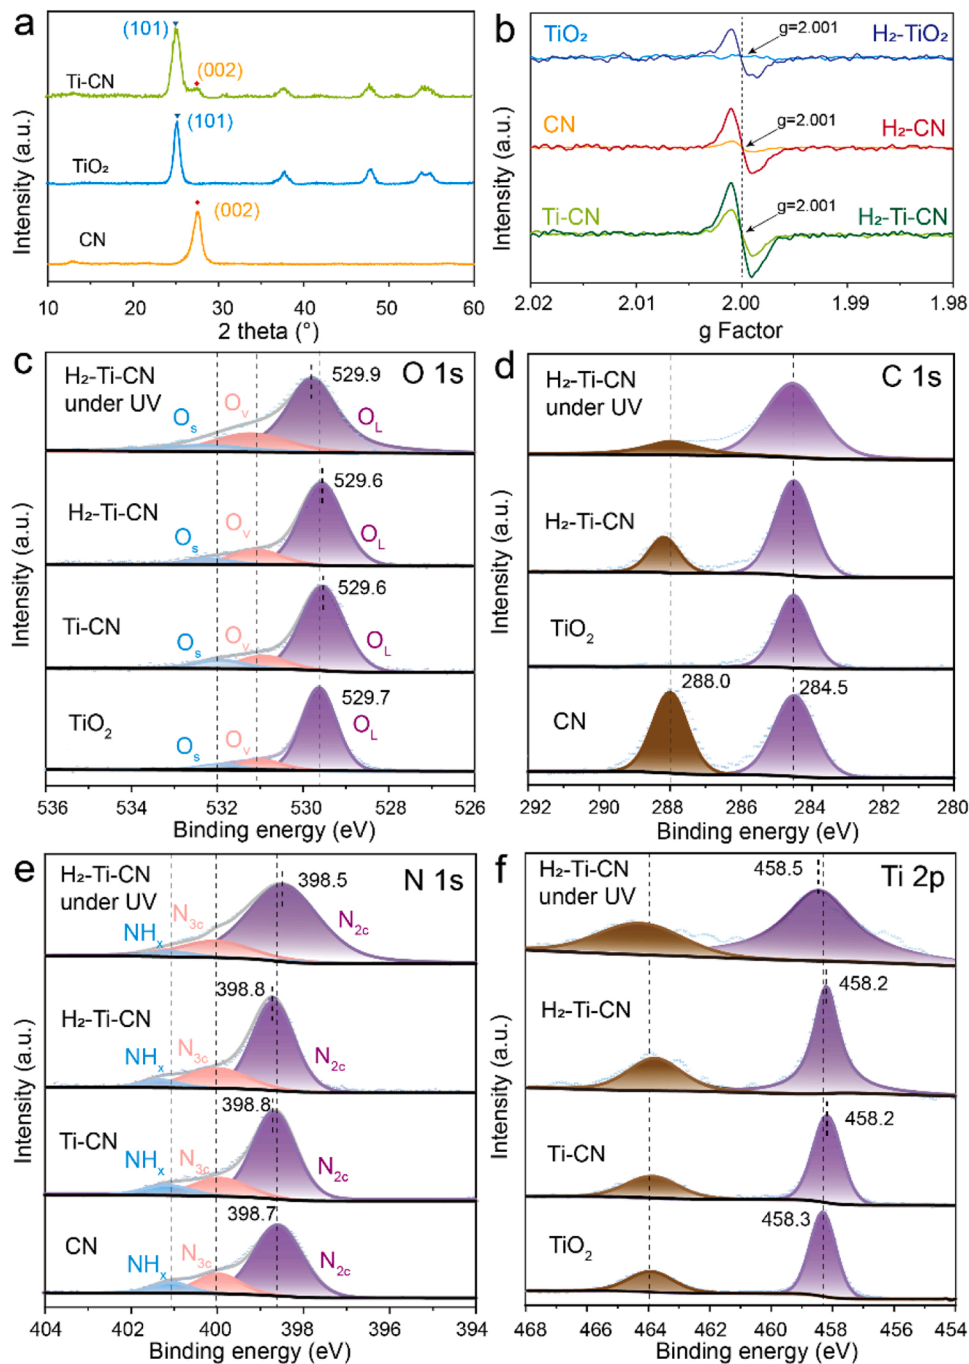 a
(101)
Ti-CN
(002)
(101)
TiO₂
(002)
CN
Intensity (a.u.)
10 20 30 40 50 60
2 theta (°)
b
TiO₂
g=2.001
H₂-TiO₂
CN
g=2.001
H₂-CN
Ti-CN
g=2.001
H₂-Ti-CN
Intensity (a.u.)
2.02 2.01 2.00 1.99 1.98
g Factor
c
H₂-Ti-CN
under UV
O 1s
529.9
Oₛ
Oᵥ
O_L
H₂-Ti-CN
529.6
Oₛ
Oᵥ
O_L
Ti-CN
529.6
Oₛ
Oᵥ
O_L
TiO₂
529.7
Oₛ
Oᵥ
O_L
Intensity (a.u.)
536 534 532 530 528 526
Binding energy (eV)
d
H₂-Ti-CN
under UV
C 1s
H₂-Ti-CN
TiO₂
CN
288.0
284.5
Intensity (a.u.)
292 290 288 286 284 282 280
Binding energy (eV)
e
H₂-Ti-CN
under UV
N 1s
398.5
NHₓ
N₃c
N₂c
H₂-Ti-CN
398.8
NHₓ
N₃c
N₂c
Ti-CN
398.8
NHₓ
N₃c
N₂c
CN
398.7
NHₓ
N₃c
N₂c
Intensity (a.u.)
404 402 400 398 396 394
Binding energy (eV)
f
H₂-Ti-CN
under UV
458.5
Ti 2p
H₂-Ti-CN
458.2
Ti-CN
458.2
TiO₂
458.3
Intensity (a.u.)
468 466 464 462 460 458 456 454
Binding energy (eV)